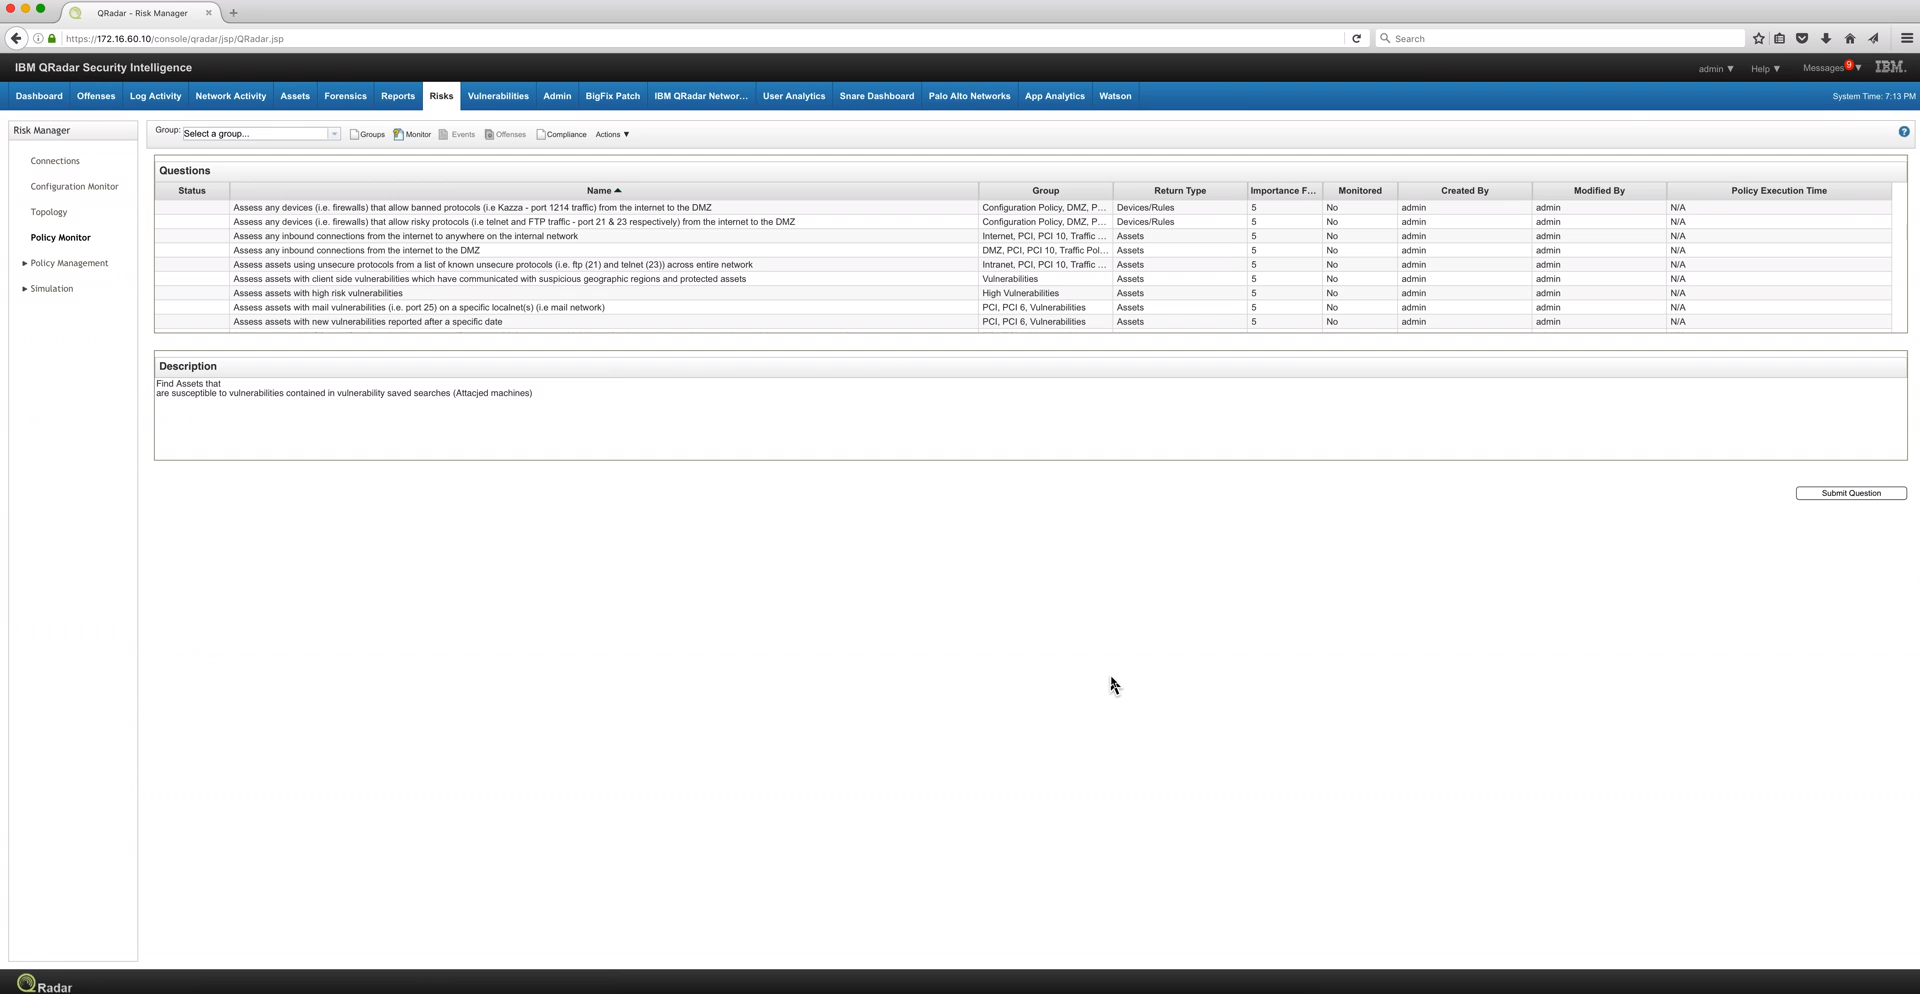 QRadar - Risk Manager
https://172.16.60.10/console/qradar/jsp/QRadar.jsp
Search
IBM QRadar Security Intelligence
admin ▼ Help ▼ Messages 9 ▼ IBM.
Dashboard Offenses Log Activity Network Activity Assets Forensics Reports Risks Vulnerabilities Admin BigFix Patch IBM QRadar Networ... User Analytics Snare Dashboard Palo Alto Networks App Analytics Watson System Time: 7:13 PM
Risk Manager
Connections
Configuration Monitor
Topology
Policy Monitor
Policy Management
Simulation
Group: Select a group... Groups Monitor Events Offenses Compliance Actions ▼
Questions
Status Name Group Return Type Importance F... Monitored Created By Modified By Policy Execution Time
Assess any devices (i.e. firewalls) that allow banned protocols (i.e Kazza - port 1214 traffic) from the internet to the DMZ Configuration Policy, DMZ, P... Devices/Rules 5 No admin admin N/A
Assess any devices (i.e. firewalls) that allow risky protocols (i.e telnet and FTP traffic - port 21 & 23 respectively) from the internet to the DMZ Configuration Policy, DMZ, P... Devices/Rules 5 No admin admin N/A
Assess any inbound connections from the internet to anywhere on the internal network Internet, PCI, PCI 10, Traffic ... Assets 5 No admin admin N/A
Assess any inbound connections from the internet to the DMZ DMZ, PCI, PCI 10, Traffic Pol... Assets 5 No admin admin N/A
Assess assets using unsecure protocols from a list of known unsecure protocols (i.e. ftp (21) and telnet (23)) across entire network Intranet, PCI, PCI 10, Traffic ... Assets 5 No admin admin N/A
Assess assets with client side vulnerabilities which have communicated with suspicious geographic regions and protected assets Vulnerabilities Assets 5 No admin admin N/A
Assess assets with high risk vulnerabilities High Vulnerabilities Assets 5 No admin admin N/A
Assess assets with mail vulnerabilities (i.e. port 25) on a specific localnet(s) (i.e mail network) PCI, PCI 6, Vulnerabilities Assets 5 No admin admin N/A
Assess assets with new vulnerabilities reported after a specific date PCI, PCI 6, Vulnerabilities Assets 5 No admin admin N/A
Description
Find Assets that
are susceptible to vulnerabilities contained in vulnerability saved searches (Attacjed machines)
Submit Question
QRadar